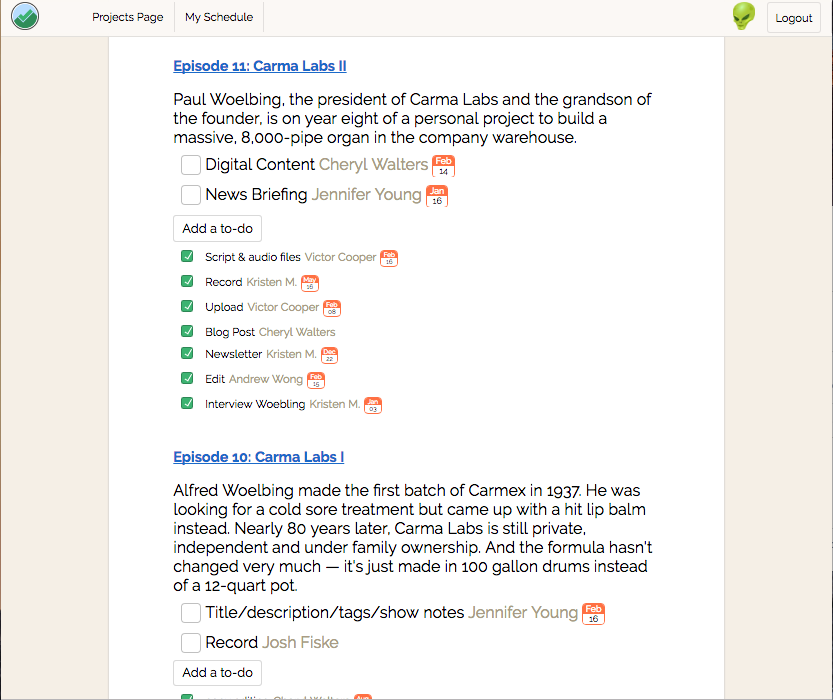 Projects Page My Schedule Logout
Episode 11: Carma Labs II
Paul Woelbing, the president of Carma Labs and the grandson of
the founder, is on year eight of a personal project to build a
massive, 8,000-pipe organ in the company warehouse.
Digital Content Cheryl Walters Feb 14
News Briefing Jennifer Young Jan 16
Add a to-do
Script & audio files Victor Cooper Feb 16
Record Kristen M. May 16
Upload Victor Cooper Feb 08
Blog Post Cheryl Walters
Newsletter Kristen M. Dec 22
Edit Andrew Wong Feb 15
Interview Woebling Kristen M. Jan 03
Episode 10: Carma Labs I
Alfred Woelbing made the first batch of Carmex in 1937. He was
looking for a cold sore treatment but came up with a hit lip balm
instead. Nearly 80 years later, Carma Labs is still private,
independent and under family ownership. And the formula hasn't
changed very much — it's just made in 100 gallon drums instead
of a 12-quart pot.
Title/description/tags/show notes Jennifer Young Feb 16
Record Josh Fiske
Add a to-do